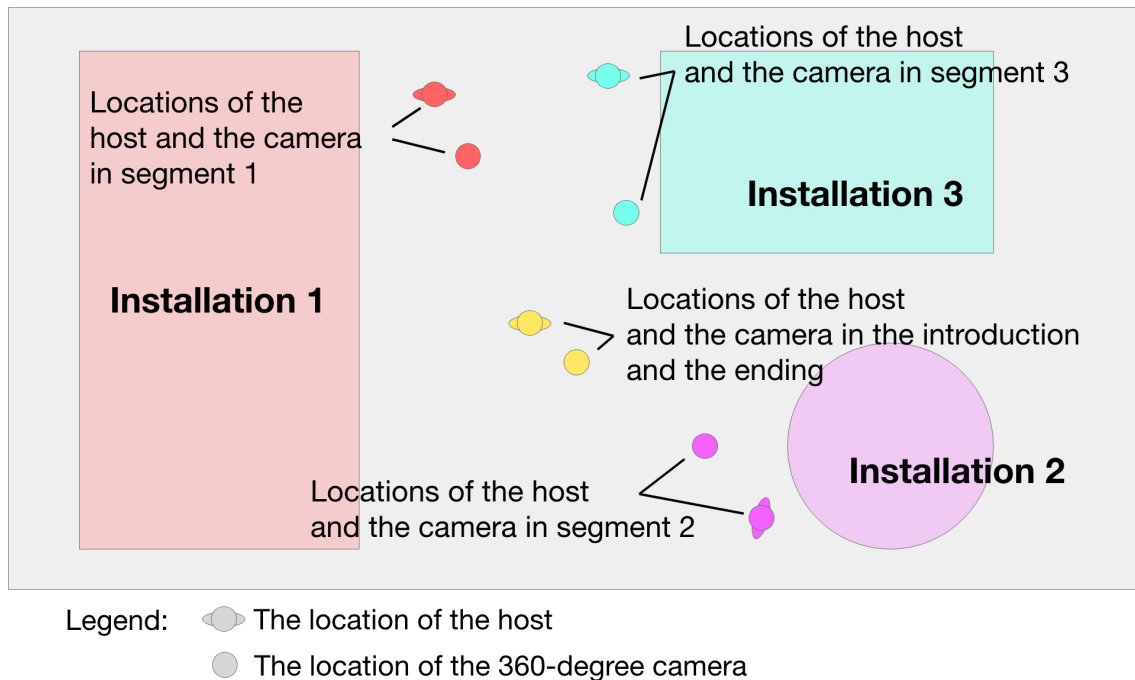 Locations of the host
and the camera in segment 3
Locations of the
host and the camera
in segment 1
Installation 3
Installation 1
Locations of the host
and the camera in the introduction
and the ending
Installation 2
Locations of the host
and the camera in segment 2
Legend:
The location of the host
The location of the 360-degree camera